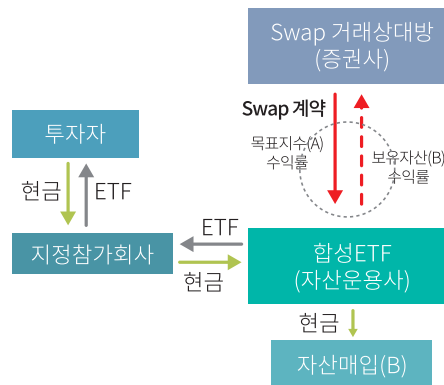 Swap 거래상대방
(증권사)
Swap 계약
투자자
목표지수(A)
수익률
보유자산(B)
수익률
현금
ETF
지정참가회사
ETF
현금
합성ETF
(자산운용사)
현금
자산매입(B)